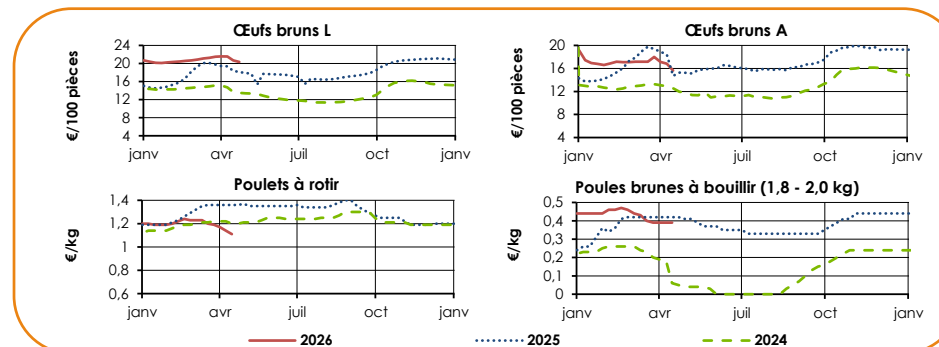 Œufs bruns L
€/100 pièces
24
20
16
12
8
4
janv avr juil oct janv
Œufs bruns A
€/100 pièces
20
16
12
8
4
janv avr juil oct janv
Poulets à rotir
€/kg
1,4
1,2
1
0,8
0,6
janv avr juil oct janv
Poules brunes à bouillir (1,8 - 2,0 kg)
€/kg
0,5
0,4
0,3
0,2
0,1
0
janv avr juil oct janv
2026 2025 2024